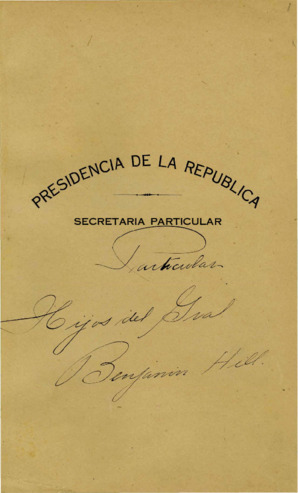 PRESIDENCIA DE LA REPUBLICA
SECRETARIA PARTICULAR
Particular
Hijos del Gral
Benjamin Hill.